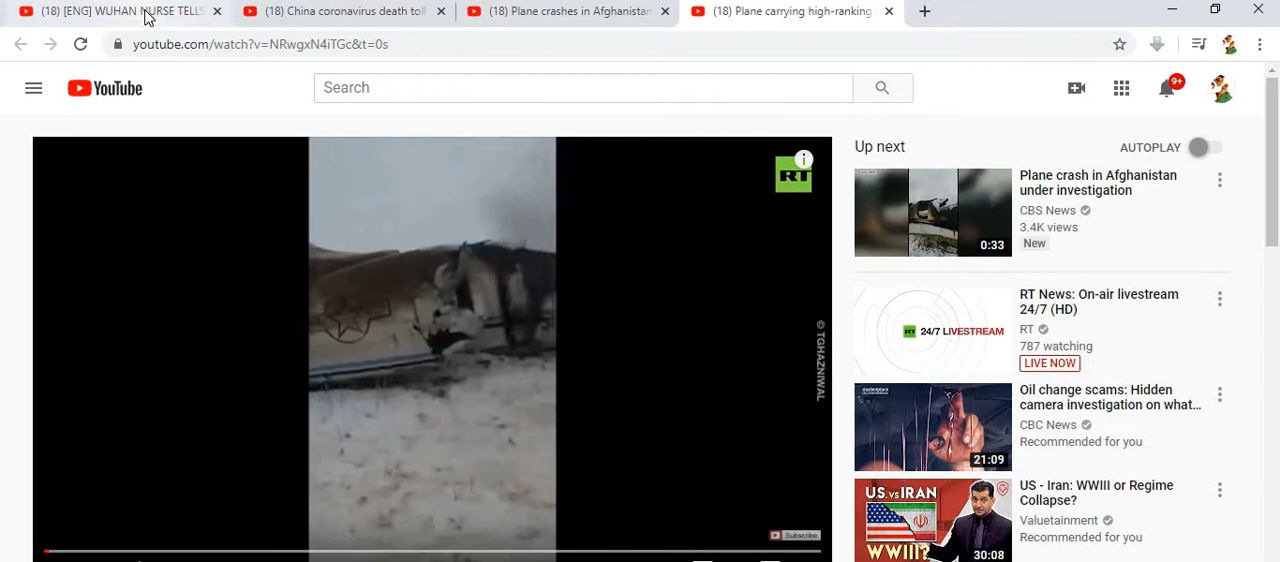 (18) [ENG] WUHAN NURSE TELLS
(18) China coronavirus death toll
(18) Plane crashes in Afghanistan
(18) Plane carrying high-ranking
youtube.com/watch?v=NRwgxN4iTGc&t=0s
YouTube
Search
9+
RT
© TGHAZNIWAL
Subscribe
Up next
AUTOPLAY
0:33
Plane crash in Afghanistan
under investigation
CBS News
3.4K views
New
RT 24/7 LIVESTREAM
RT News: On-air livestream
24/7 (HD)
RT
787 watching
LIVE NOW
marketplace
21:09
Oil change scams: Hidden
camera investigation on what...
CBC News
Recommended for you
U.S. vs IRAN
WWIII?
30:08
US - Iran: WWIII or Regime
Collapse?
Valuetainment
Recommended for you